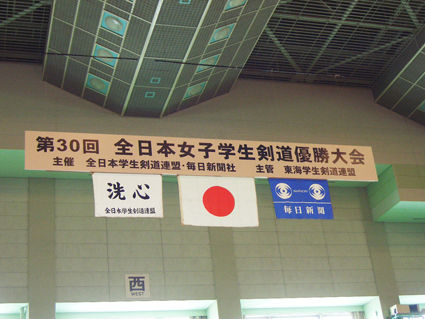 第30回 全日本女子学生剣道優勝大会
主催 全日本学生剣道連盟・毎日新聞社 主管 東海学生剣道連盟
洗心
全日本学生剣道連盟
毎日新聞
西
WEST